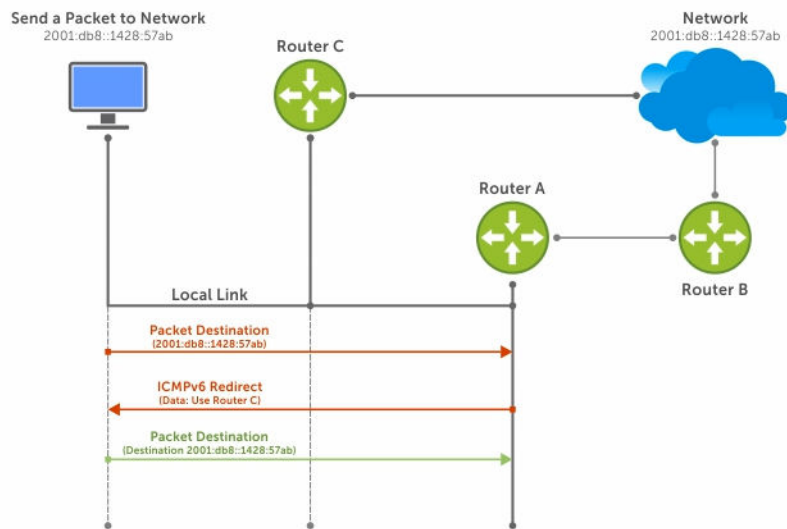 Send a Packet to Network
2001:db8::1428:57ab
Router C
Network
2001:db8::1428:57ab
Router A
Router B
Local Link
Packet Destination
(2001:db8::1428:57ab)
ICMPv6 Redirect
(Data: Use Router C)
Packet Destination
(Destination 2001:db8::1428:57ab)